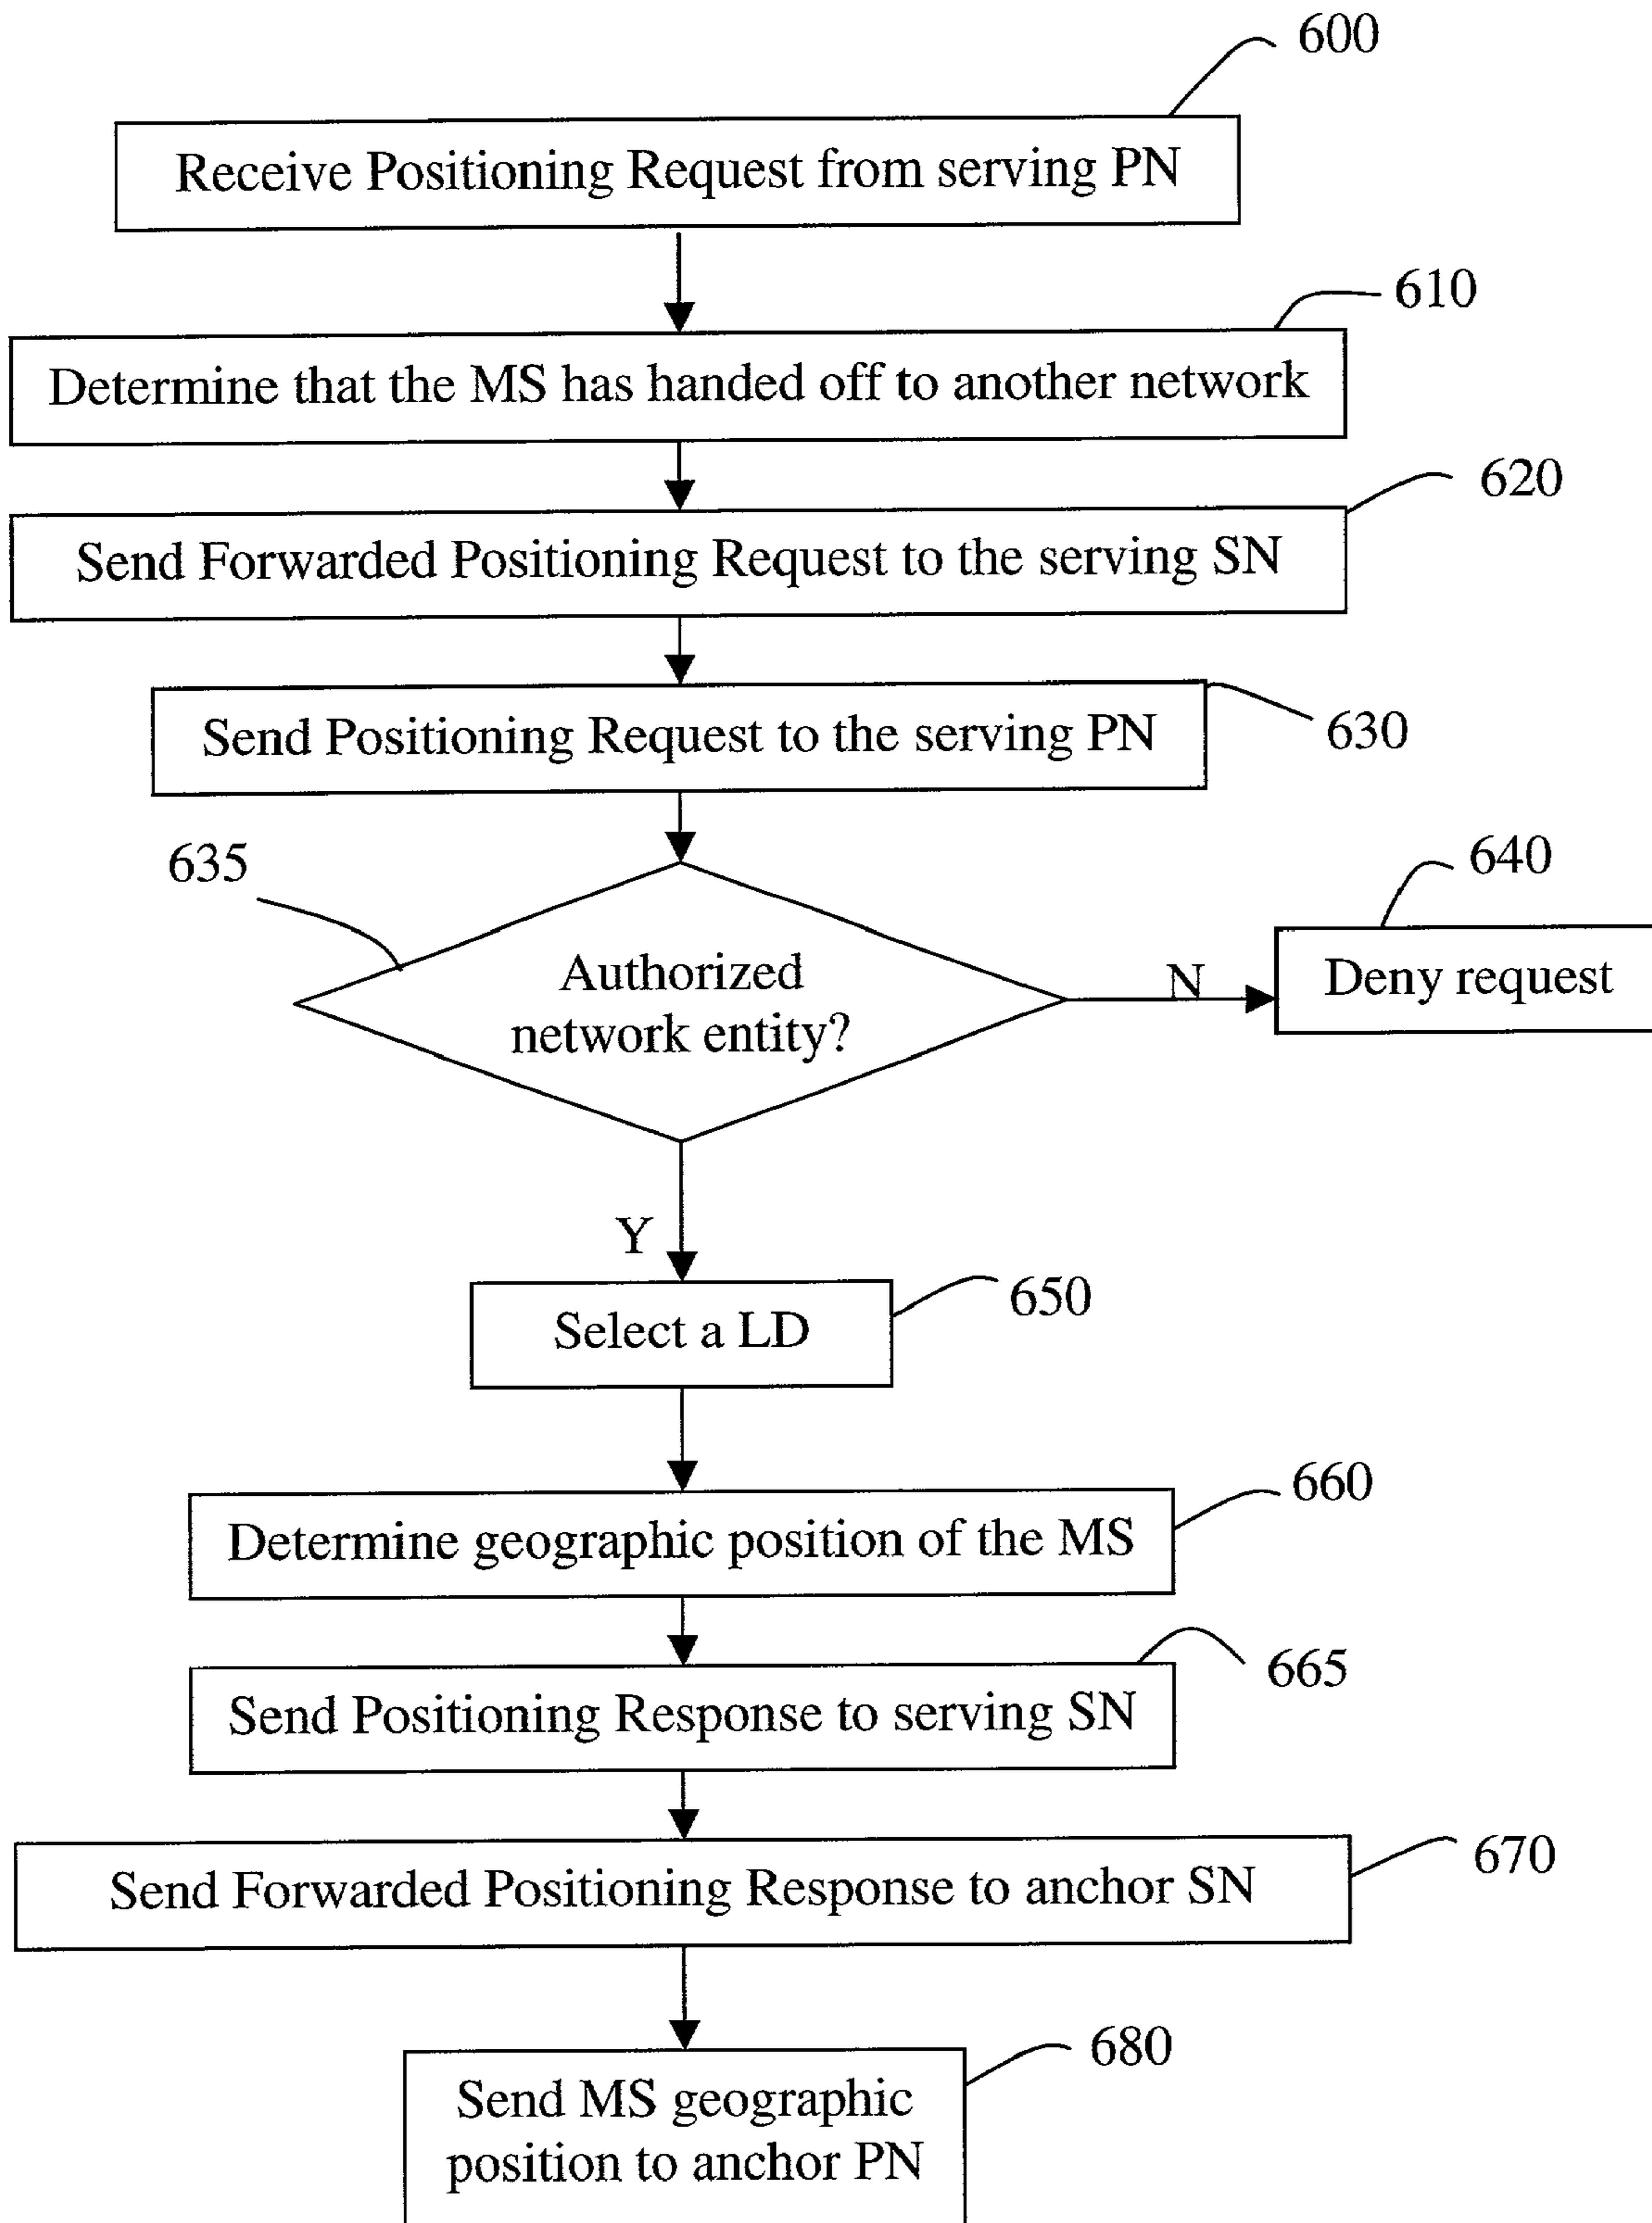 600
Receive Positioning Request from serving PN
610
Determine that the MS has handed off to another network
620
Send Forwarded Positioning Request to the serving SN
Send Positioning Request to the serving PN
630
635
640
Authorized
network entity?
N
Deny request
Y
650
Select a LD
660
Determine geographic position of the MS
665
Send Positioning Response to serving SN
670
Send Forwarded Positioning Response to anchor SN
680
Send MS geographic
position to anchor PN